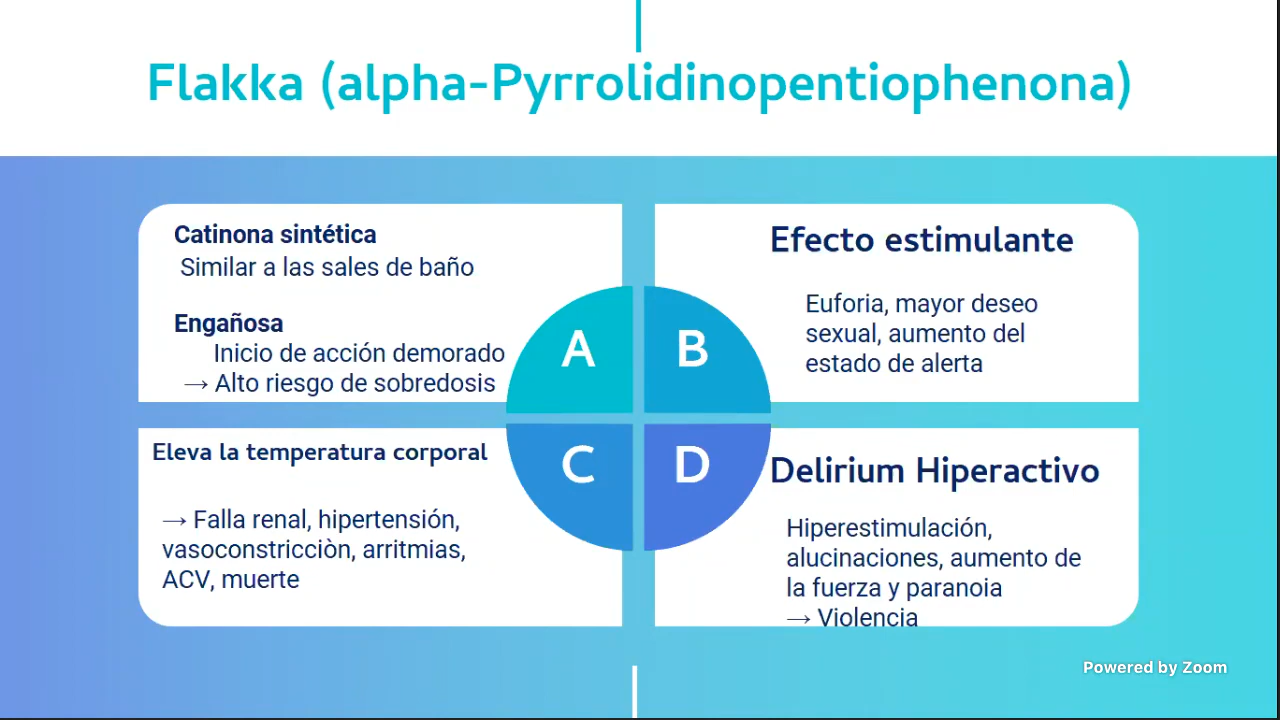 Flakka (alpha-Pyrrolidinopentiophenona)
Catinona sintética
Similar a las sales de baño
Engañosa
Inicio de acción demorado
→ Alto riesgo de sobredosis
A
B
Efecto estimulante
Euforia, mayor deseo
sexual, aumento del
estado de alerta
Eleva la temperatura corporal
→ Falla renal, hipertensión,
vasoconstricciòn, arritmias,
ACV, muerte
C
D
Delirium Hiperactivo
Hiperestimulación,
alucinaciones, aumento de
la fuerza y paranoia
→ Violencia
Powered by Zoom